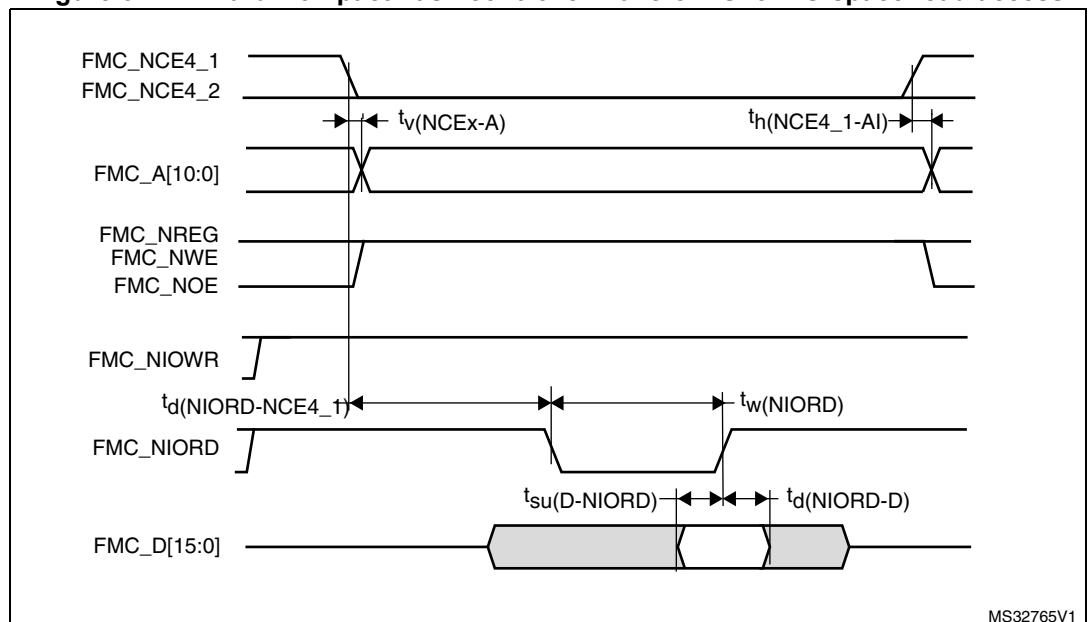 FMC_NCE4_1
FMC_NCE4_2
tv(NCEx-A)
th(NCE4_1-AI)
FMC_A[10:0]
FMC_NREG
FMC_NWE
FMC_NOE
FMC_NIOWR
td(NIORD-NCE4_1)
tw(NIORD)
FMC_NIORD
tsu(D-NIORD)
td(NIORD-D)
FMC_D[15:0]
MS32765V1